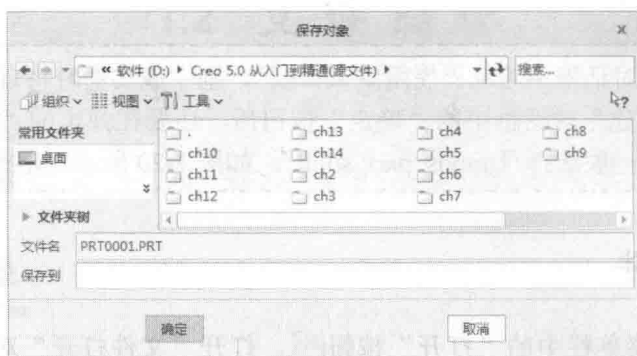 保存对象
« 软件 (D:) ▸ Creo 5.0 从入门到精通(源文件) ▸ 搜索...
组织 视图 工具
常用文件夹
桌面
文件夹树
. ch13 ch4 ch8
ch10 ch14 ch5 ch9
ch11 ch2 ch6
ch12 ch3 ch7
文件名 PRT0001.PRT
保存到
确定 取消